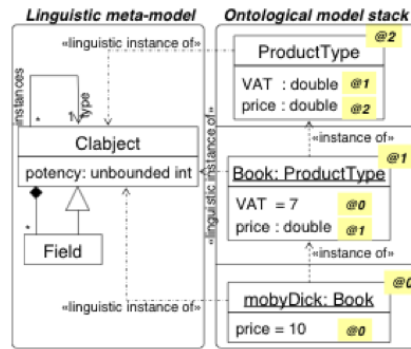 Linguistic meta-model
Ontological model stack
«linguistic instance of»
@2
ProductType
VAT : double @1
price : double @2
instances
*
1
type
Clabject
potency: unbounded int
*
Field
«linguistic instance of»
«instance of»
@1
Book: ProductType
VAT = 7 @0
price : double @1
«instance of»
«linguistic instance of»
@0
mobyDick: Book
price = 10 @0